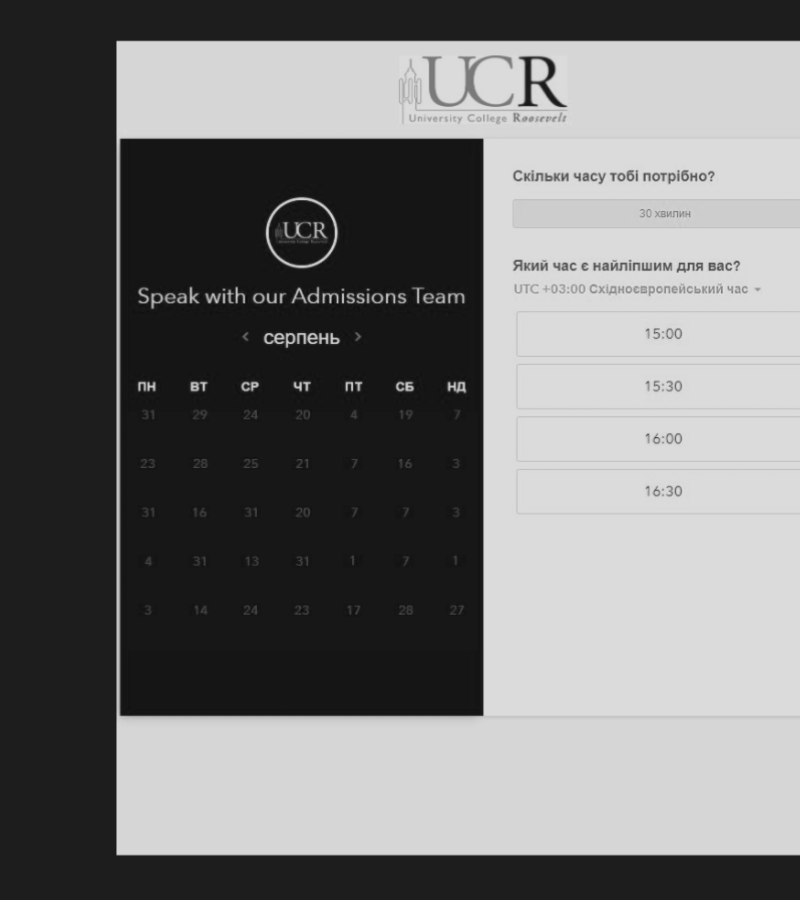 UCR
University College Roosevelt
UCR
Speak with our Admissions Team
< серпень >
ПН ВТ СР ЧТ ПТ СБ НД
31 29 24 20 4 19 7
23 28 25 21 7 16 3
31 16 31 20 7 7 3
4 31 13 31 1 7 1
3 14 24 23 17 28 27
Скільки часу тобі потрібно?
30 хвилин
Який час є найліпшим для вас?
UTC +03:00 Східноєвропейський час
15:00
15:30
16:00
16:30